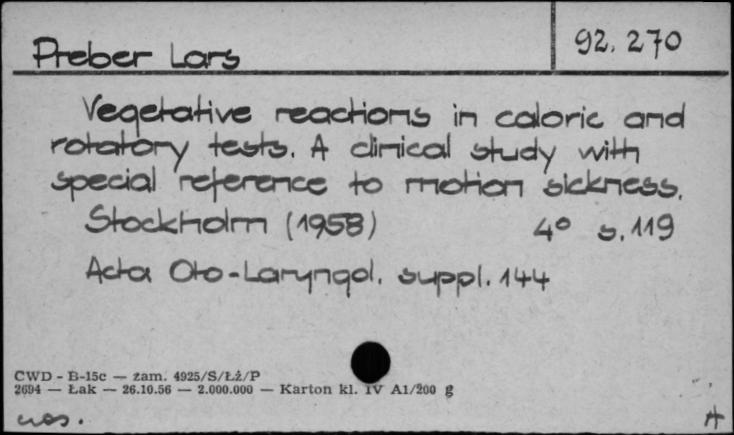 Preber Lars
92. 270
Vegetative reactions in caloric and
rotatory tests. A clinical study with
special reference to motion sickness.
Stockholm (1958) 4° s. 119
Acta Oto-Laryngol. suppl. 144
CWD - B-15c — zam. 4925/S/Łż/P
2694 — Łak — 26.10.56 — 2.000.000 — Karton kl. IV A1/200 g